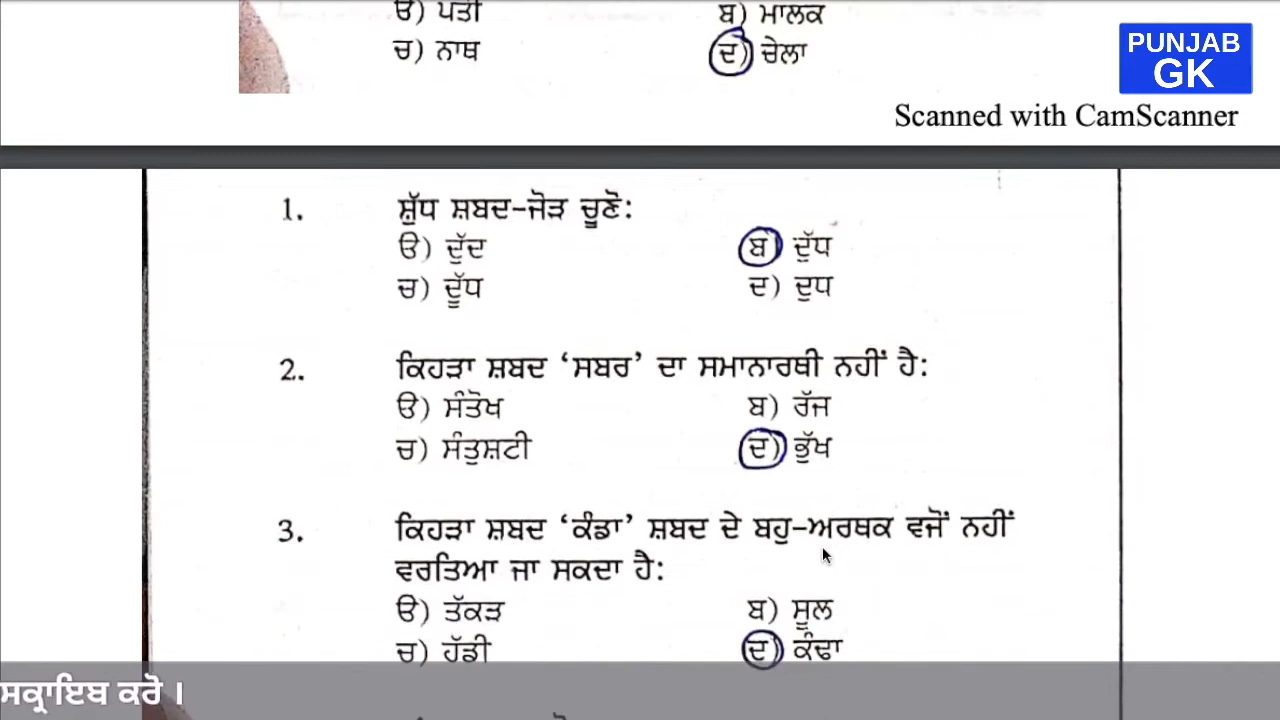 ੳ) ਪਤੀ ਬ) ਮਾਲਕ
ਚ) ਨਾਥ ਦ) ਚੇਲਾ
PUNJAB
GK
Scanned with CamScanner
1. ਸ਼ੁੱਧ ਸ਼ਬਦ-ਜੋੜ ਚੂਣੋ:
ੳ) ਦੁੱਦ ਬ) ਦੁੱਧ
ਚ) ਦੂੱਧ ਦ) ਦੁਧ
2. ਕਿਹੜਾ ਸ਼ਬਦ ‘ਸਬਰ’ ਦਾ ਸਮਾਨਾਰਥੀ ਨਹੀਂ ਹੈ:
ੳ) ਸੰਤੋਖ ਬ) ਰੱਜ
ਚ) ਸੰਤੁਸ਼ਟੀ ਦ) ਭੁੱਖ
3. ਕਿਹੜਾ ਸ਼ਬਦ ‘ਕੰਡਾ’ ਸ਼ਬਦ ਦੇ ਬਹੁ-ਅਰਥਕ ਵਜੋਂ ਨਹੀਂ
ਵਰਤਿਆ ਜਾ ਸਕਦਾ ਹੈ:
ੳ) ਤੱਕੜ ਬ) ਸੂਲ
ਚ) ਹੱਡੀ ਦ) ਕੰਢਾ
ਸਕ੍ਰਾਇਬ ਕਰੋ ।